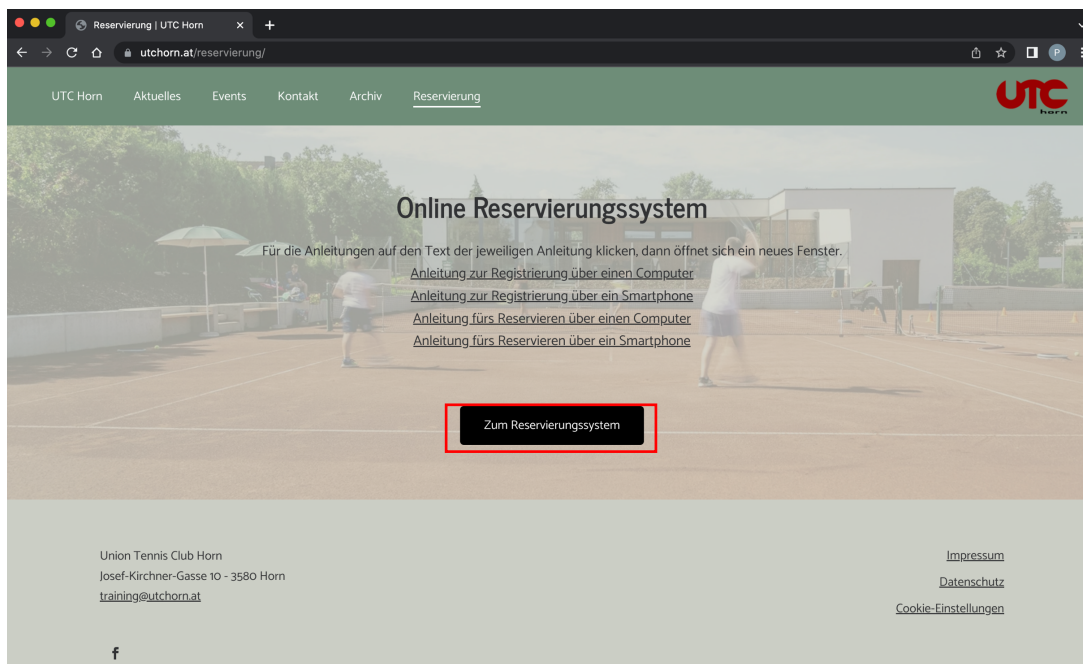 Reservierung | UTC Horn
utchorn.at/reservierung/
P
UTC Horn Aktuelles Events Kontakt Archiv Reservierung
UTC
horn
Online Reservierungssystem
Für die Anleitungen auf den Text der jeweiligen Anleitung klicken, dann öffnet sich ein neues Fenster.
Anleitung zur Registrierung über einen Computer
Anleitung zur Registrierung über ein Smartphone
Anleitung fürs Reservieren über einen Computer
Anleitung fürs Reservieren über ein Smartphone
Zum Reservierungssystem
Union Tennis Club Horn
Josef-Kirchner-Gasse 10 - 3580 Horn
training@utchorn.at
Impressum
Datenschutz
Cookie-Einstellungen
f